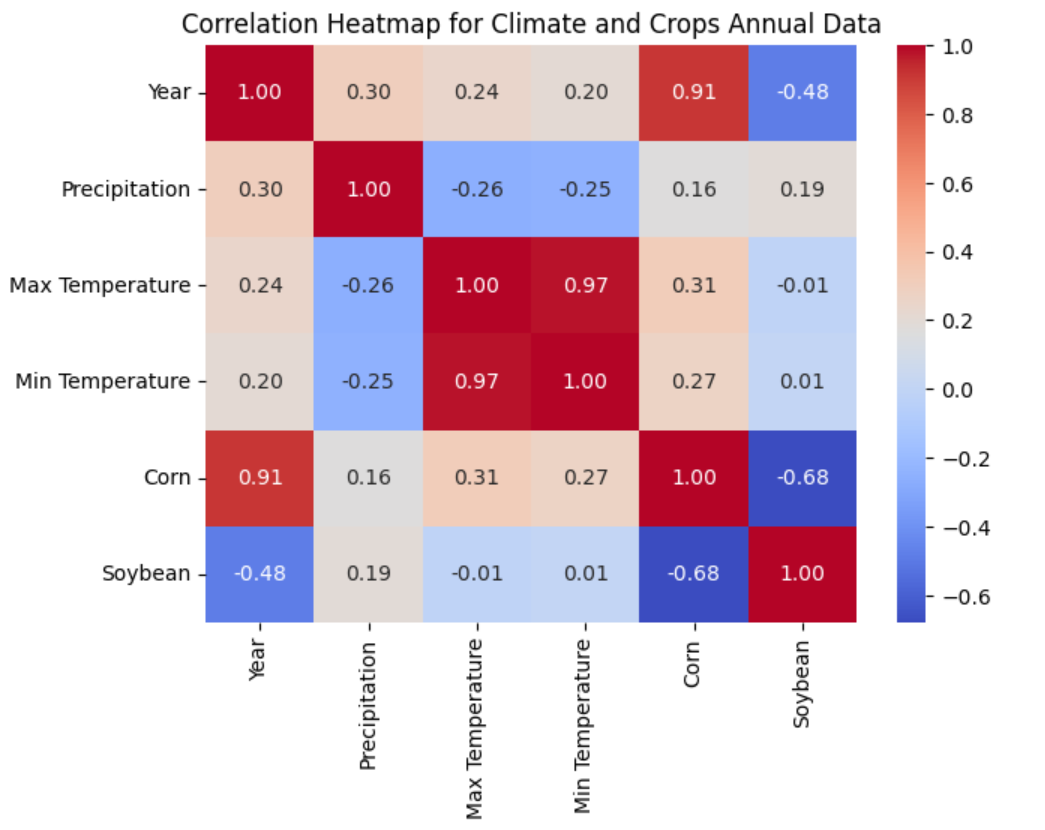 Correlation Heatmap for Climate and Crops Annual Data
Year 1.00 0.30 0.24 0.20 0.91 -0.48
Precipitation 0.30 1.00 -0.26 -0.25 0.16 0.19
Max Temperature 0.24 -0.26 1.00 0.97 0.31 -0.01
Min Temperature 0.20 -0.25 0.97 1.00 0.27 0.01
Corn 0.91 0.16 0.31 0.27 1.00 -0.68
Soybean -0.48 0.19 -0.01 0.01 -0.68 1.00
Year
Precipitation
Max Temperature
Min Temperature
Corn
Soybean
1.0
0.8
0.6
0.4
0.2
0.0
−0.2
−0.4
−0.6